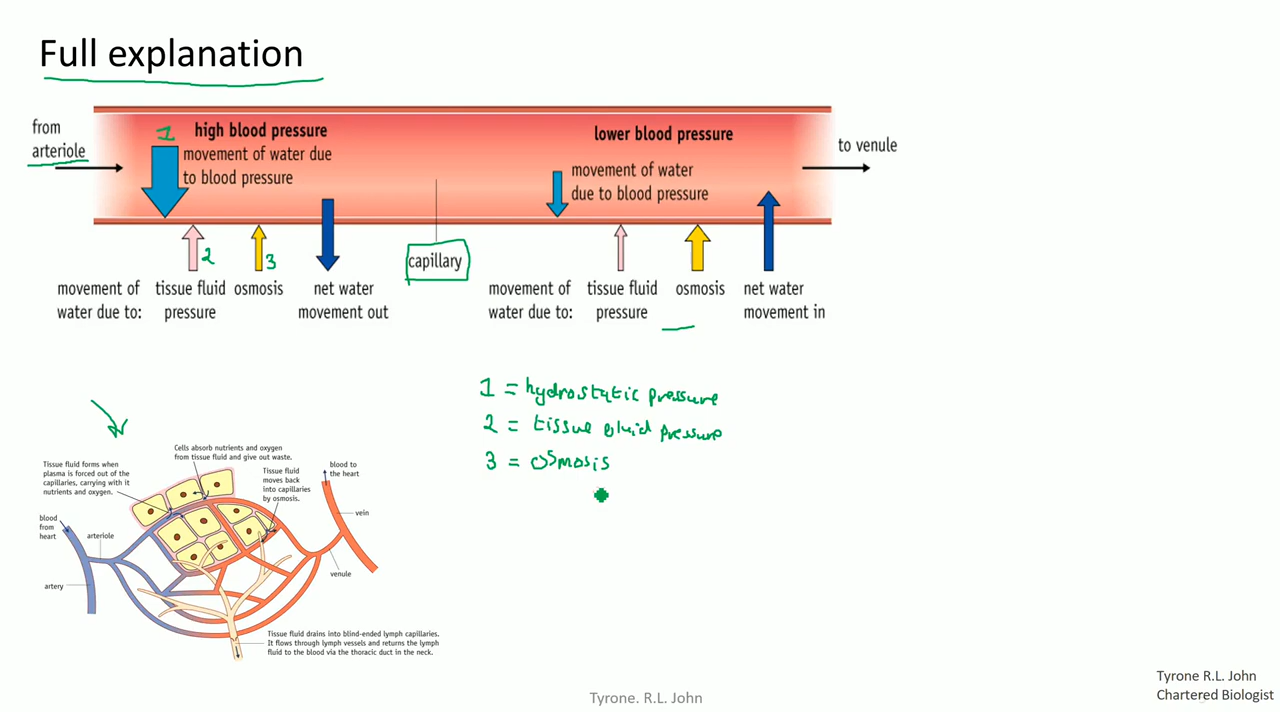 Full explanation
from
arteriole
1
high blood pressure
movement of water due
to blood pressure
lower blood pressure
movement of water
due to blood pressure
to venule
2
3
capillary
movement of
water due to:
tissue fluid
pressure
osmosis
net water
movement out
movement of
water due to:
tissue fluid
pressure
osmosis
net water
movement in
1 = hydrostatic pressure
2 = tissue fluid pressure
3 = osmosis
Cells absorb nutrients and oxygen
from tissue fluid and give out waste.
Tissue fluid forms when
plasma is forced out of the
capillaries, carrying with it
nutrients and oxygen.
Tissue fluid
moves back
into capillaries
by osmosis.
blood to
the heart
blood
from
heart
arteriole
vein
artery
venule
Tissue fluid drains into blind-ended lymph capillaries.
It flows through lymph vessels and returns the lymph
fluid to the blood via the thoracic duct in the neck.
Tyrone. R.L. John
Tyrone R.L. John
Chartered Biologist